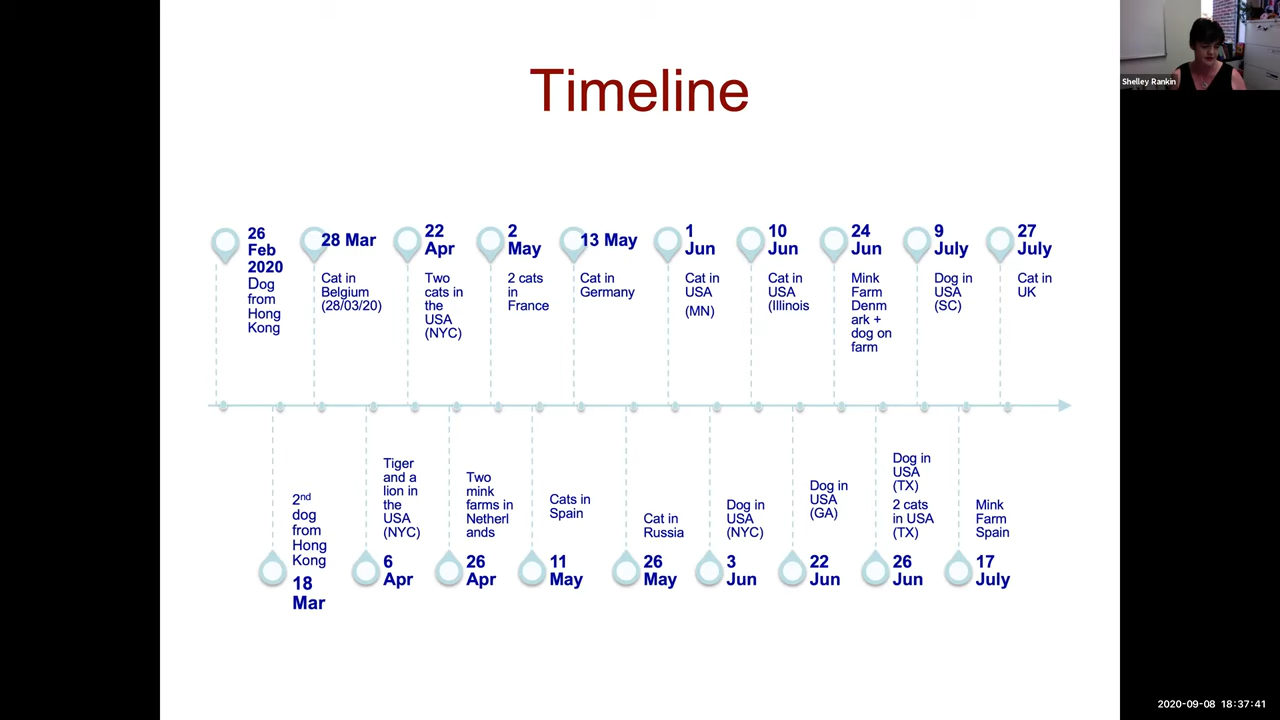 Timeline
Shelley Rankin
26
Feb
2020
Dog
from
Hong
Kong
28 Mar
Cat in
Belgium
(28/03/20)
22
Apr
Two
cats in
the
USA
(NYC)
2
May
2 cats
in
France
13 May
Cat in
Germany
1
Jun
Cat in
USA
(MN)
10
Jun
Cat in
USA
(Illinois
24
Jun
Mink
Farm
Denm
ark +
dog on
farm
9
July
Dog in
USA
(SC)
27
July
Cat in
UK
2nd
dog
from
Hong
Kong
18
Mar
Tiger
and a
lion in
the
USA
(NYC)
6
Apr
Two
mink
farms in
Netherl
ands
26
Apr
Cats in
Spain
11
May
Cat in
Russia
26
May
Dog in
USA
(NYC)
3
Jun
Dog in
USA
(GA)
22
Jun
Dog in
USA
(TX)
2 cats
in USA
(TX)
26
Jun
Mink
Farm
Spain
17
July
2020-09-08 18:37:41